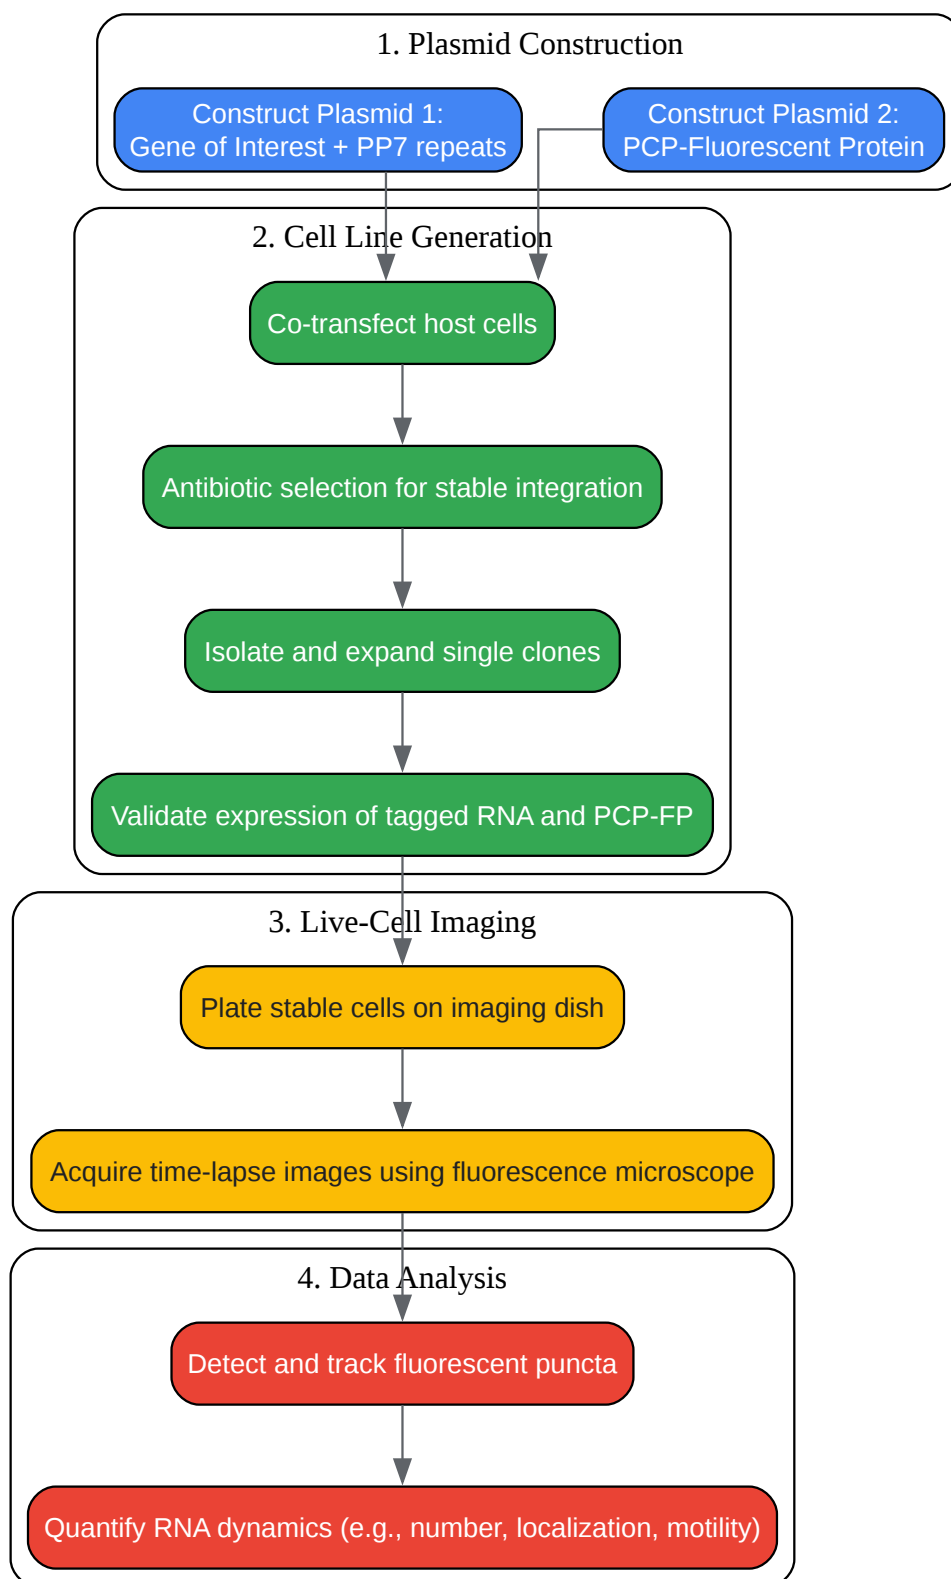 1. Plasmid Construction
Construct Plasmid 1:
Gene of Interest + PP7 repeats
Construct Plasmid 2:
PCP-Fluorescent Protein
2. Cell Line Generation
Co-transfect host cells
Antibiotic selection for stable integration
Isolate and expand single clones
Validate expression of tagged RNA and PCP-FP
3. Live-Cell Imaging
Plate stable cells on imaging dish
Acquire time-lapse images using fluorescence microscope
4. Data Analysis
Detect and track fluorescent puncta
Quantify RNA dynamics (e.g., number, localization, motility)